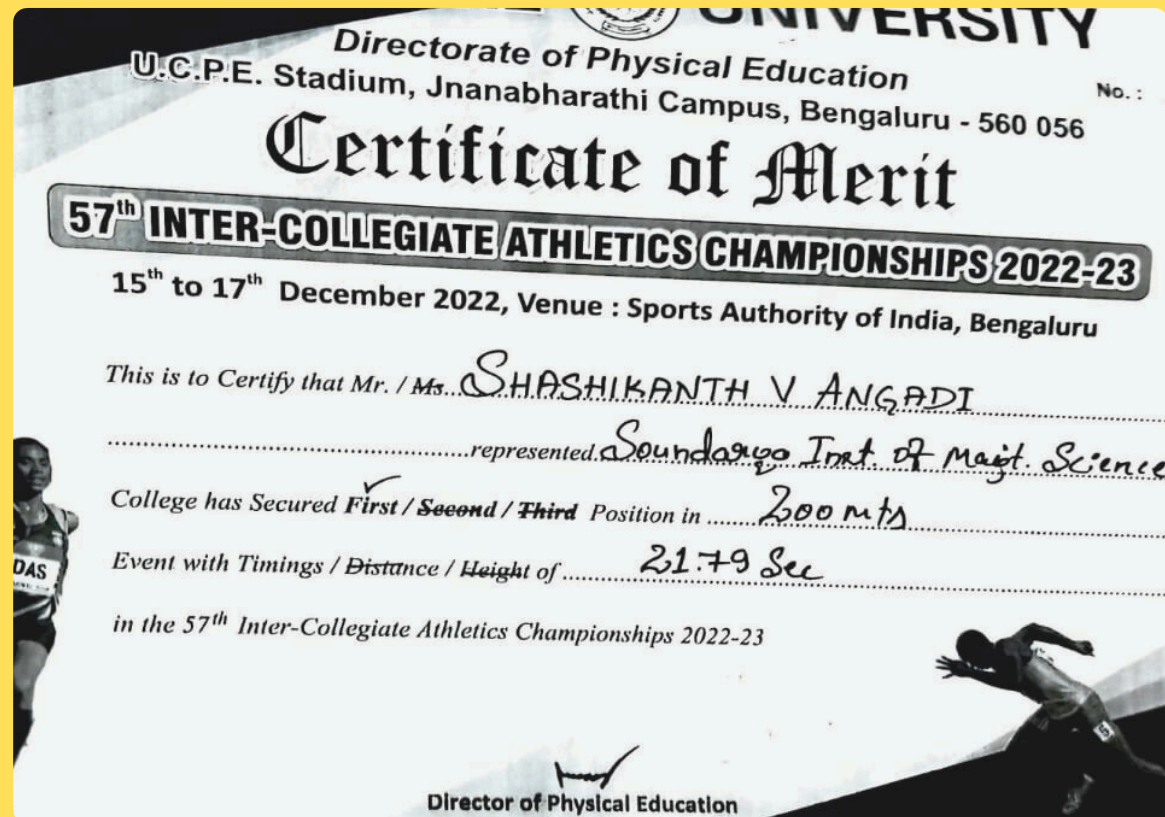 UNIVERSITY
Directorate of Physical Education
No. :
U.C.P.E. Stadium, Jnanabharathi Campus, Bengaluru - 560 056
Certificate of Merit
57th INTER-COLLEGIATE ATHLETICS CHAMPIONSHIPS 2022-23
15th to 17th December 2022, Venue : Sports Authority of India, Bengaluru
This is to Certify that Mr. / Ms. SHASHIKANTH V ANGADI
represented Soundarya Inst. of Magt. Science
College has Secured First / Second / Third Position in 200 mts
Event with Timings / Distance / Height of 21.79 Sec
in the 57th Inter-Collegiate Athletics Championships 2022-23
DAS
Director of Physical Education